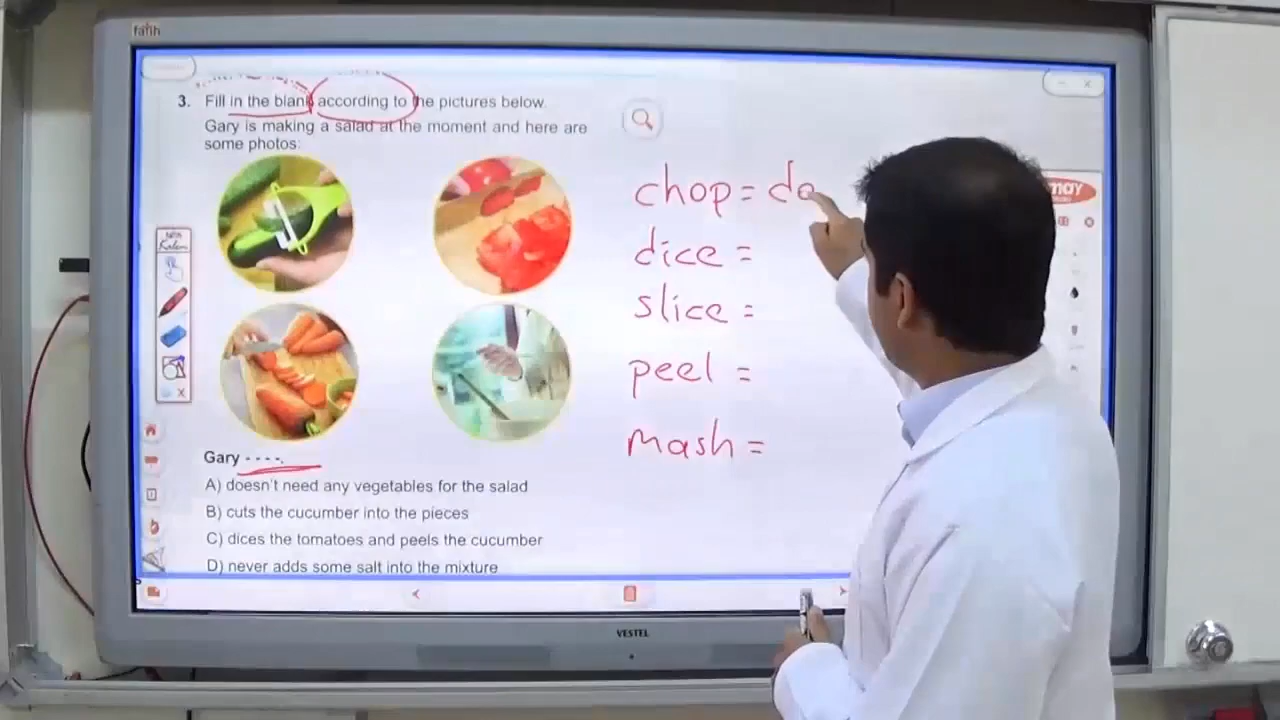 fatih
3. Fill in the blank according to the pictures below.
Gary is making a salad at the moment and here are
some photos:
chop = do
dice =
slice =
peel =
mash =
Gary ----.
A) doesn't need any vegetables for the salad
B) cuts the cucumber into the pieces
C) dices the tomatoes and peels the cucumber
D) never adds some salt into the mixture
fatih
Kalem
may
VESTEL